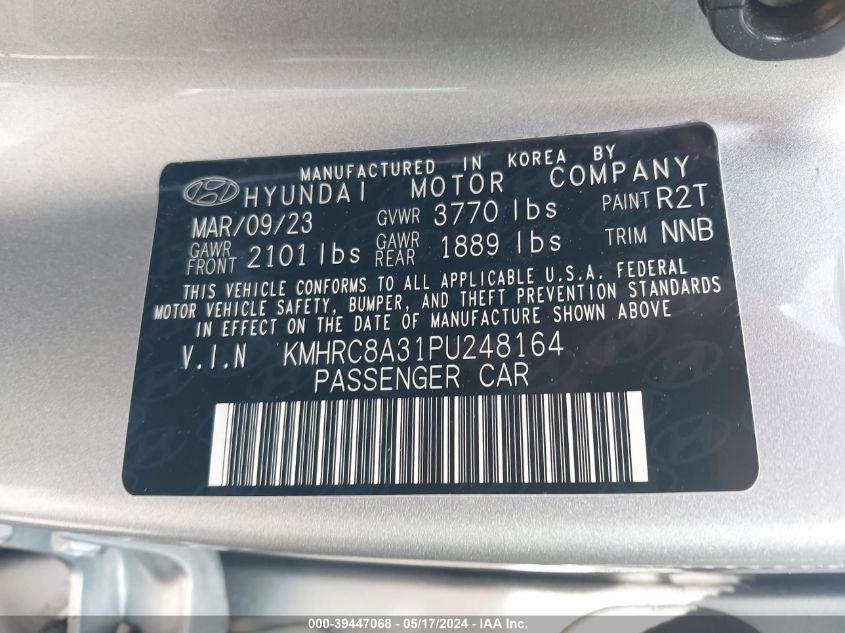 MANUFACTURED IN KOREA BY
HYUNDAI MOTOR COMPANY
MAR/09/23 GVWR 3770 lbs PAINT R2T
GAWR FRONT 2101 lbs GAWR REAR 1889 lbs TRIM NNB
THIS VEHICLE CONFORMS TO ALL APPLICABLE U.S.A. FEDERAL
MOTOR VEHICLE SAFETY, BUMPER, AND THEFT PREVENTION STANDARDS
IN EFFECT ON THE DATE OF MANUFACTURE SHOWN ABOVE
V.I.N KMHRC8A31PU248164
PASSENGER CAR
000-39447068 - 05/17/2024 - IAA Inc.